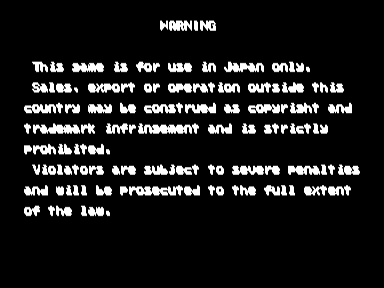 WARNING
This game is for use in Japan only.
Sales, export or operation outside this
country may be construed as copyright and
trademark infringement and is strictly
prohibited.
Violators are subject to severe penalties
and will be prosecuted to the full extent
of the law.